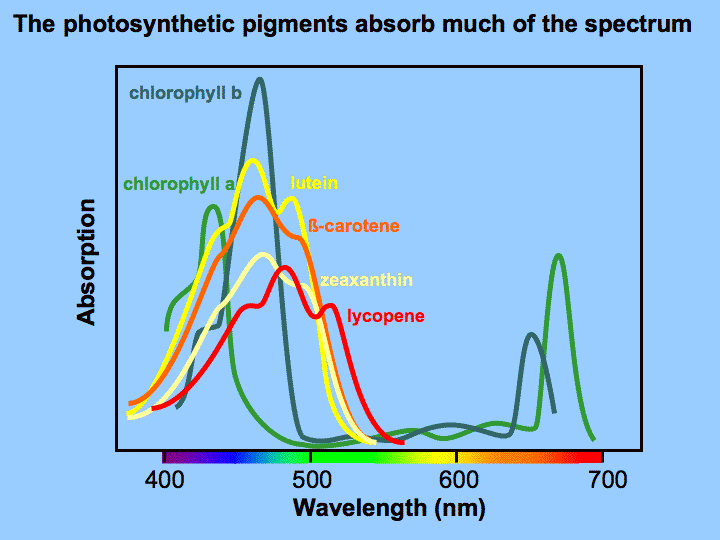 The photosynthetic pigments absorb much of the spectrum
chlorophyll b
chlorophyll a
lutein
ß-carotene
zeaxanthin
lycopene
Absorption
400 500 600 700
Wavelength (nm)